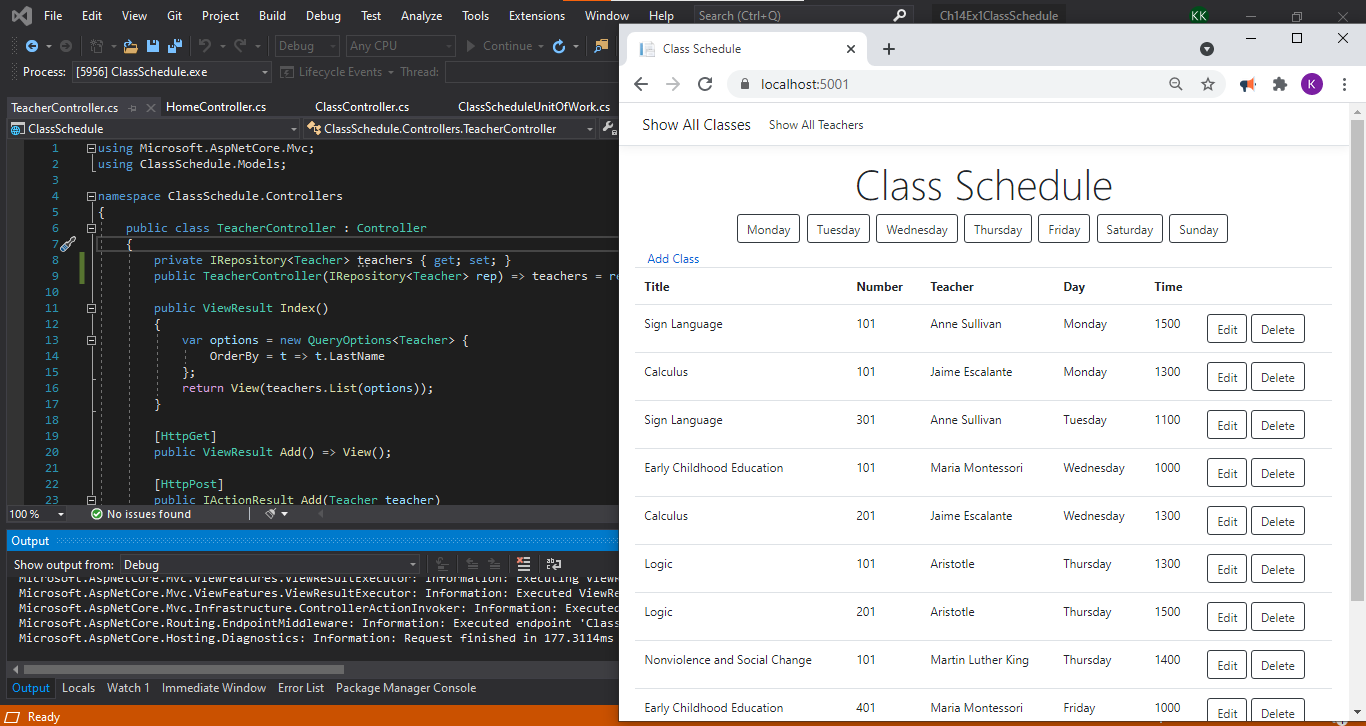 File Edit View Git Project Build Debug Test Analyze Tools Extensions Window Help Search (Ctrl+Q) Ch14Ex1ClassSchedule KK
Debug Any CPU Continue
Process: [5956] ClassSchedule.exe Lifecycle Events Thread:
TeacherController.cs HomeController.cs ClassController.cs ClassScheduleUnitOfWork.cs
ClassSchedule ClassSchedule.Controllers.TeacherController
1 using Microsoft.AspNetCore.Mvc;
2 using ClassSchedule.Models;
3
4 namespace ClassSchedule.Controllers
5 {
6 public class TeacherController : Controller
7 {
8 private IRepository<Teacher> teachers { get; set; }
9 public TeacherController(IRepository<Teacher> rep) => teachers = re
10
11 public ViewResult Index()
12 {
13 var options = new QueryOptions<Teacher> {
14 OrderBy = t => t.LastName
15 };
16 return View(teachers.List(options));
17 }
18
19 [HttpGet]
20 public ViewResult Add() => View();
21
22 [HttpPost]
23 public IActionResult Add(Teacher teacher)
100 % No issues found
Output
Show output from: Debug
Microsoft.AspNetCore.Mvc.ViewFeatures.ViewResultExecutor: Information: Executing ViewR
Microsoft.AspNetCore.Mvc.ViewFeatures.ViewResultExecutor: Information: Executed ViewRe
Microsoft.AspNetCore.Mvc.Infrastructure.ControllerActionInvoker: Information: Executed
Microsoft.AspNetCore.Routing.EndpointMiddleware: Information: Executed endpoint 'Class
Microsoft.AspNetCore.Hosting.Diagnostics: Information: Request finished in 177.3114ms
Output Locals Watch 1 Immediate Window Error List Package Manager Console
Ready
Class Schedule
localhost:5001 K
Show All Classes Show All Teachers
Class Schedule
Monday Tuesday Wednesday Thursday Friday Saturday Sunday
Add Class
Title Number Teacher Day Time
Sign Language 101 Anne Sullivan Monday 1500 Edit Delete
Calculus 101 Jaime Escalante Monday 1300 Edit Delete
Sign Language 301 Anne Sullivan Tuesday 1100 Edit Delete
Early Childhood Education 101 Maria Montessori Wednesday 1000 Edit Delete
Calculus 201 Jaime Escalante Wednesday 1300 Edit Delete
Logic 101 Aristotle Thursday 1300 Edit Delete
Logic 201 Aristotle Thursday 1500 Edit Delete
Nonviolence and Social Change 101 Martin Luther King Thursday 1400 Edit Delete
Early Childhood Education 401 Maria Montessori Friday 1000 Edit Delete